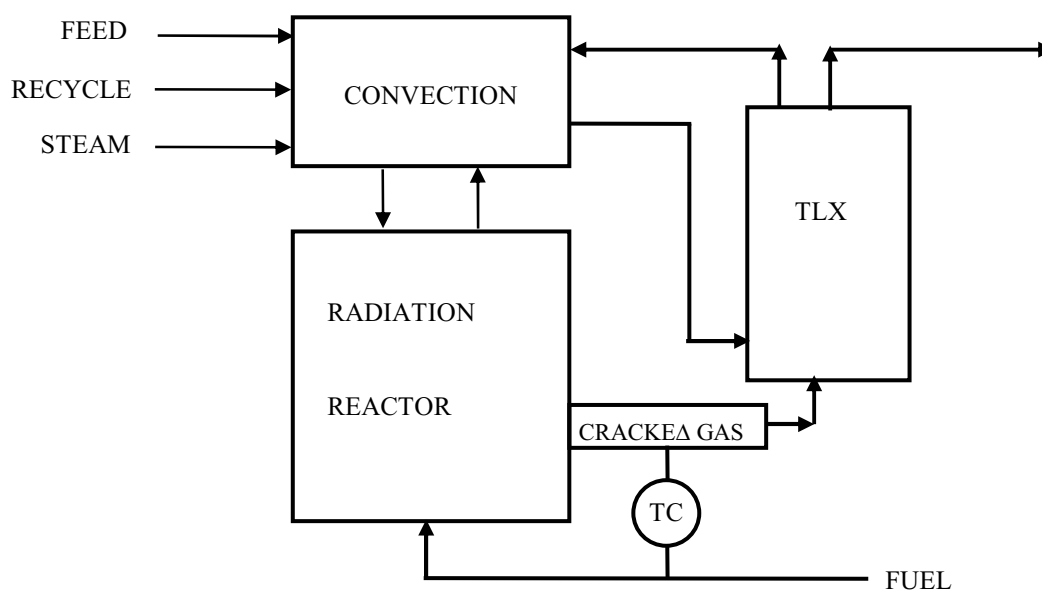 FEED
RECYCLE
STEAM
CONVECTION
TLX
RADIATION
REACTOR
CRACKEΔ GAS
TC
FUEL